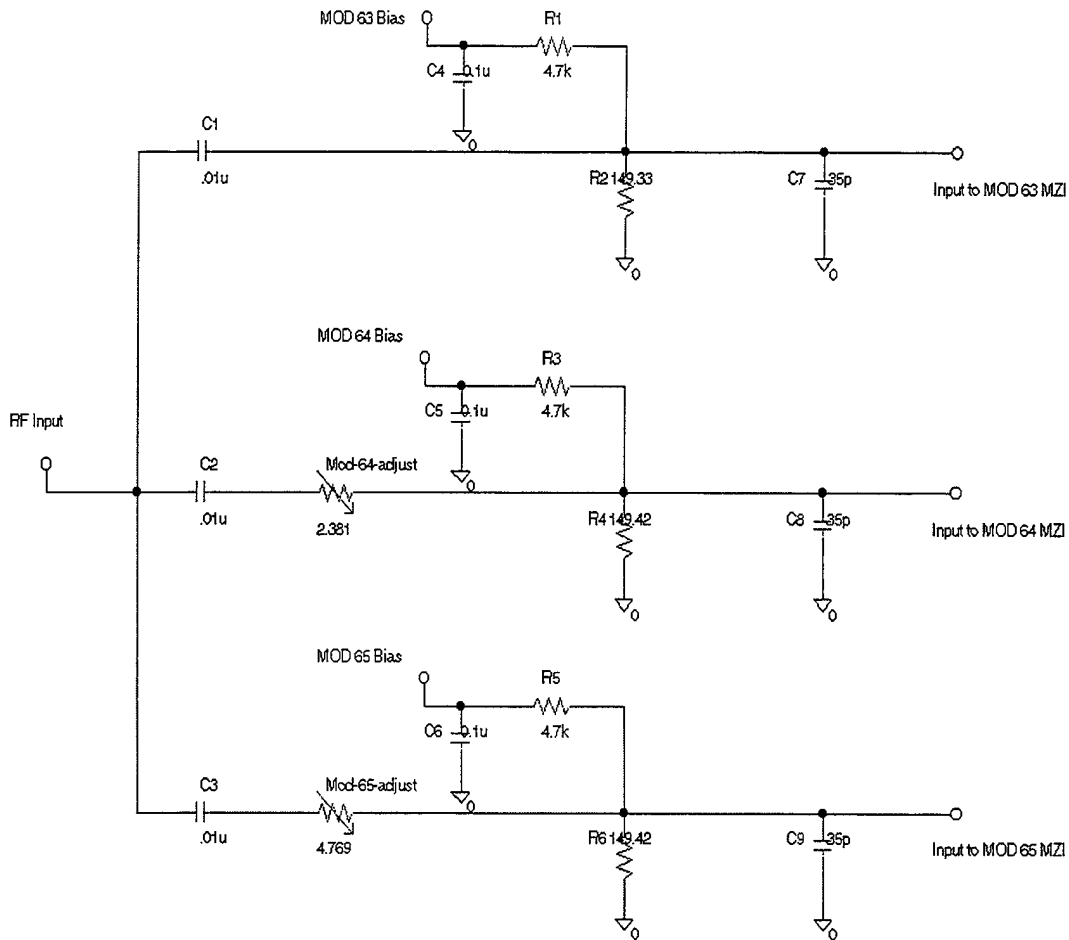 MOD 63 Bias
R1
C4
0.1u
4.7k
0
C1
.01u
R2 149.33
C7
35p
Input to MOD 63 MZI
0
0
MOD 64 Bias
R3
C5
0.1u
4.7k
RF Input
C2
Mod-64-adjust
0
.01u
2.381
R4 149.42
C8
35p
Input to MOD 64 MZI
0
0
MOD 65 Bias
R5
C6
0.1u
4.7k
C3
Mod-65-adjust
0
.01u
4.769
R6 149.42
C9
35p
Input to MOD 65 MZI
0
0